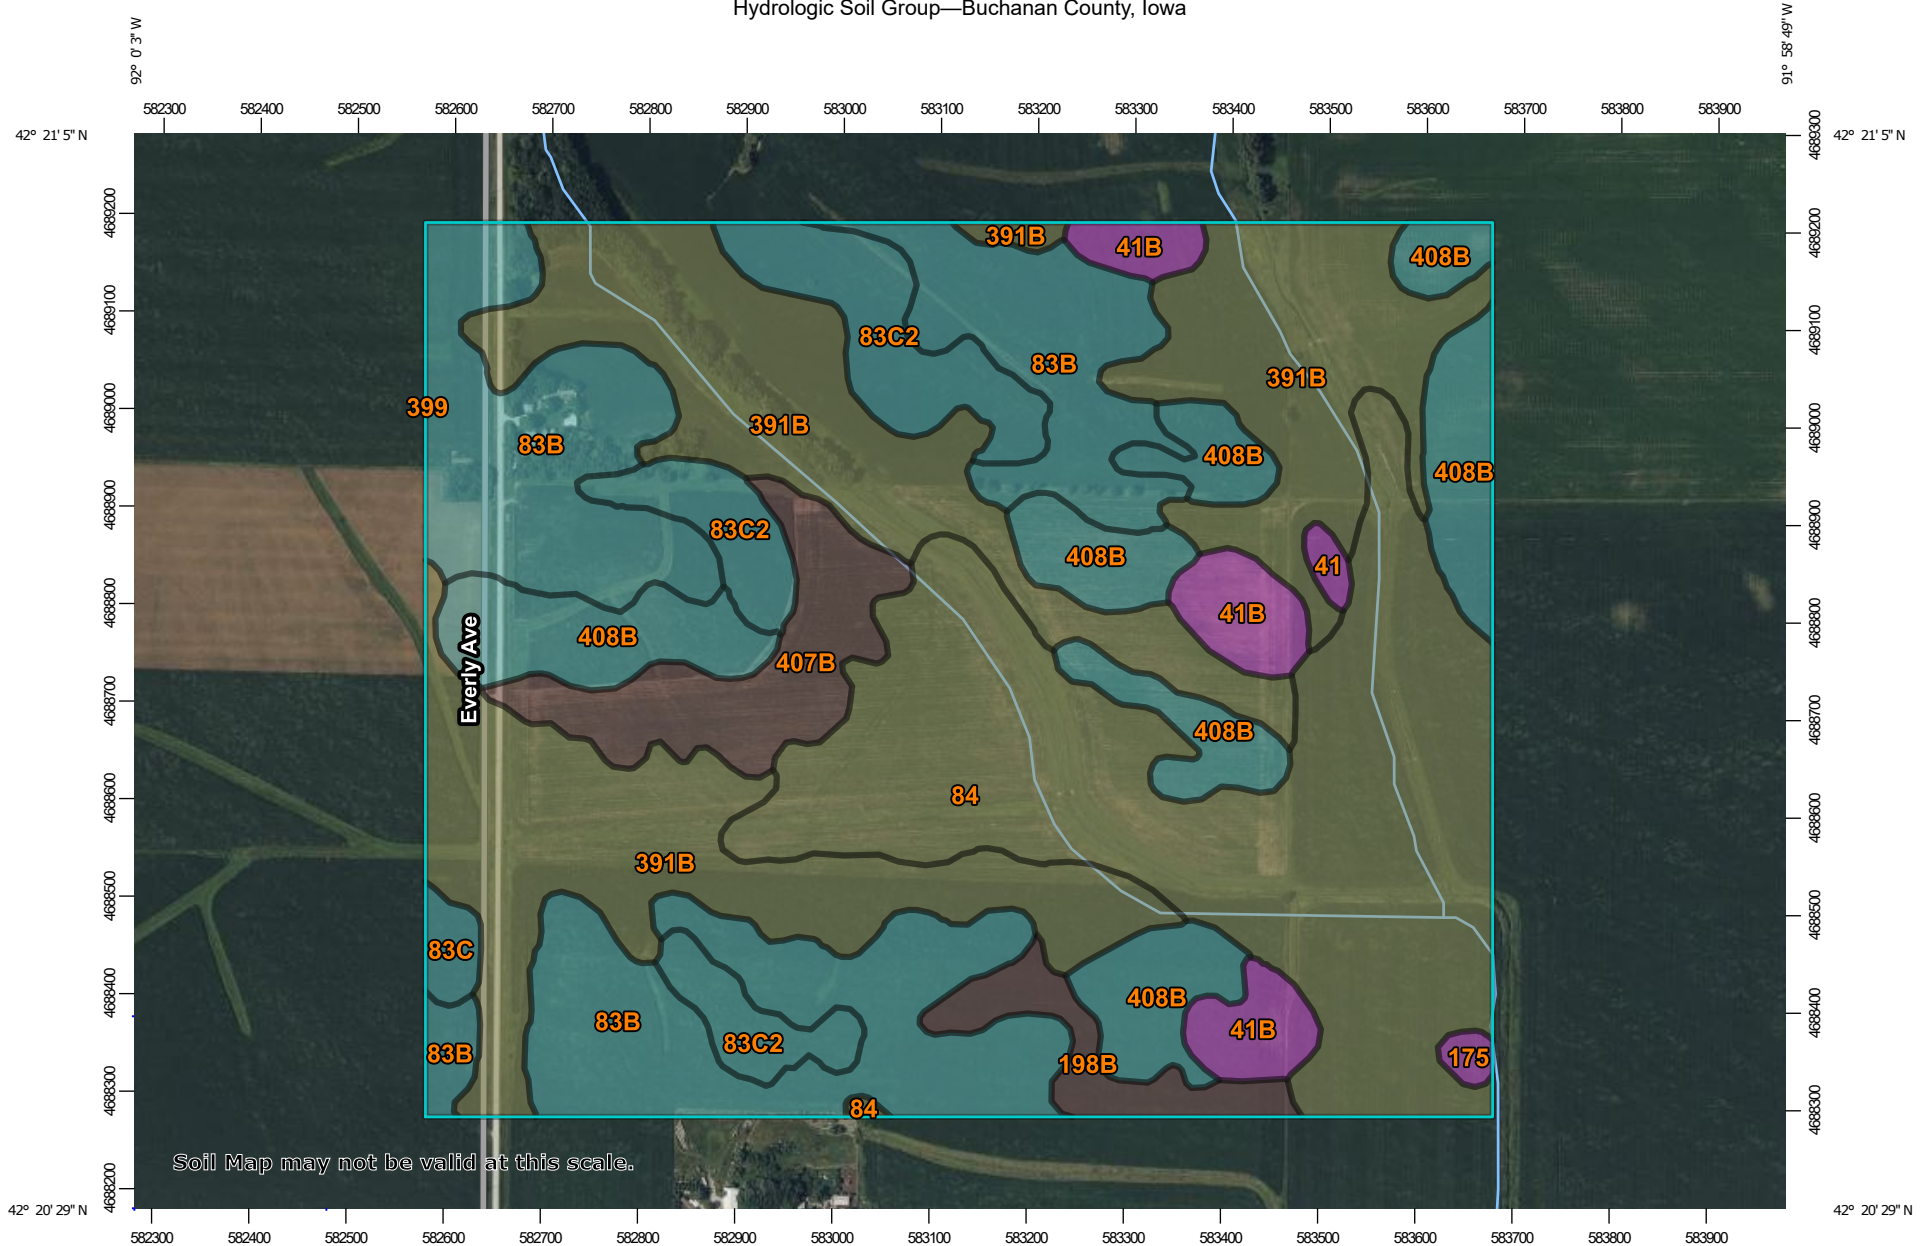 Hydrologic Soil Group—Buchanan County, Iowa
92° 0' 3'' W
91° 58' 49'' W
582300 582400 582500 582600 582700 582800 582900 583000 583100 583200 583300 583400 583500 583600 583700 583800 583900
42° 21' 5'' N
42° 21' 5'' N
4689300
4689200
4689200
4689100
4689100
4689000
4689000
4688900
4688900
4688800
4688800
4688700
4688700
4688600
4688600
4688500
4688500
4688400
4688400
4688300
4688300
4688200
391B
41B
408B
83C2
83B
391B
399
391B
83B
408B
408B
83C2
408B
41
41B
408B
Everly Ave
407B
408B
84
391B
83C
408B
83B
41B
83C2
83B
198B
175
84
Soil Map may not be valid at this scale.
42° 20' 29'' N
42° 20' 29'' N
582300 582400 582500 582600 582700 582800 582900 583000 583100 583200 583300 583400 583500 583600 583700 583800 583900